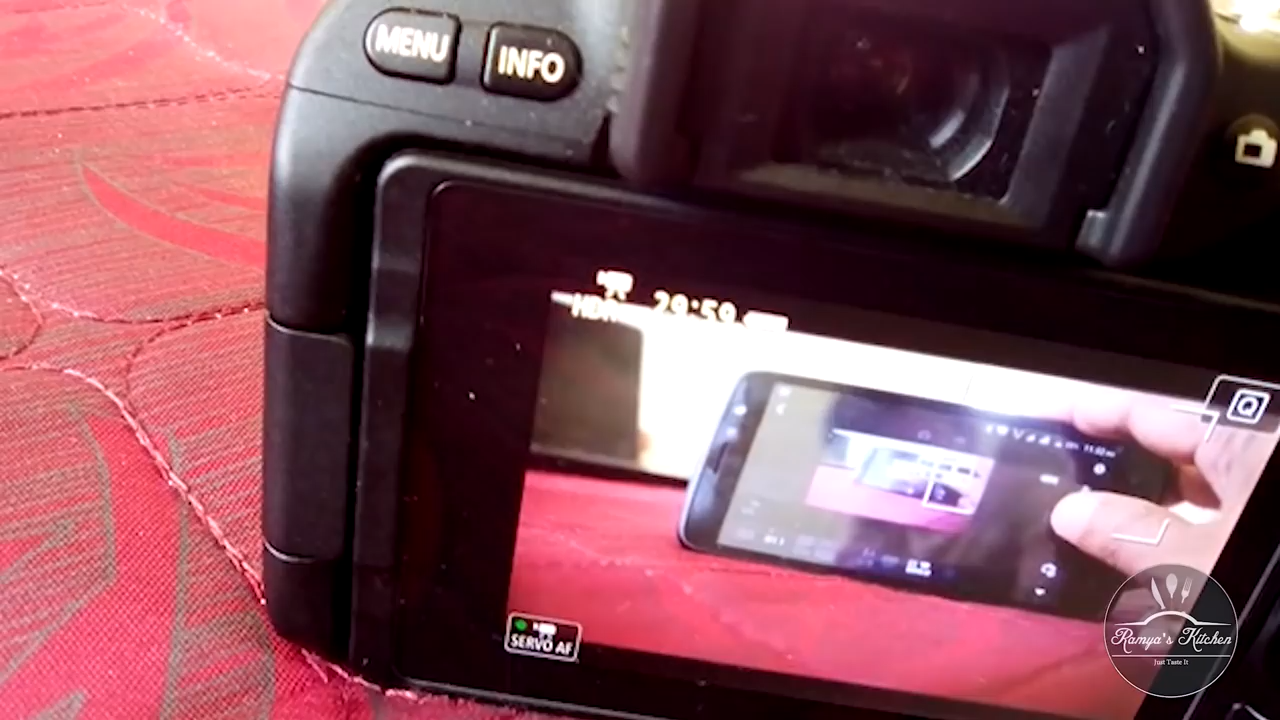 MENU
INFO
29:59
Q
SERVO AF
Ramya's Kitchen
Just Taste It